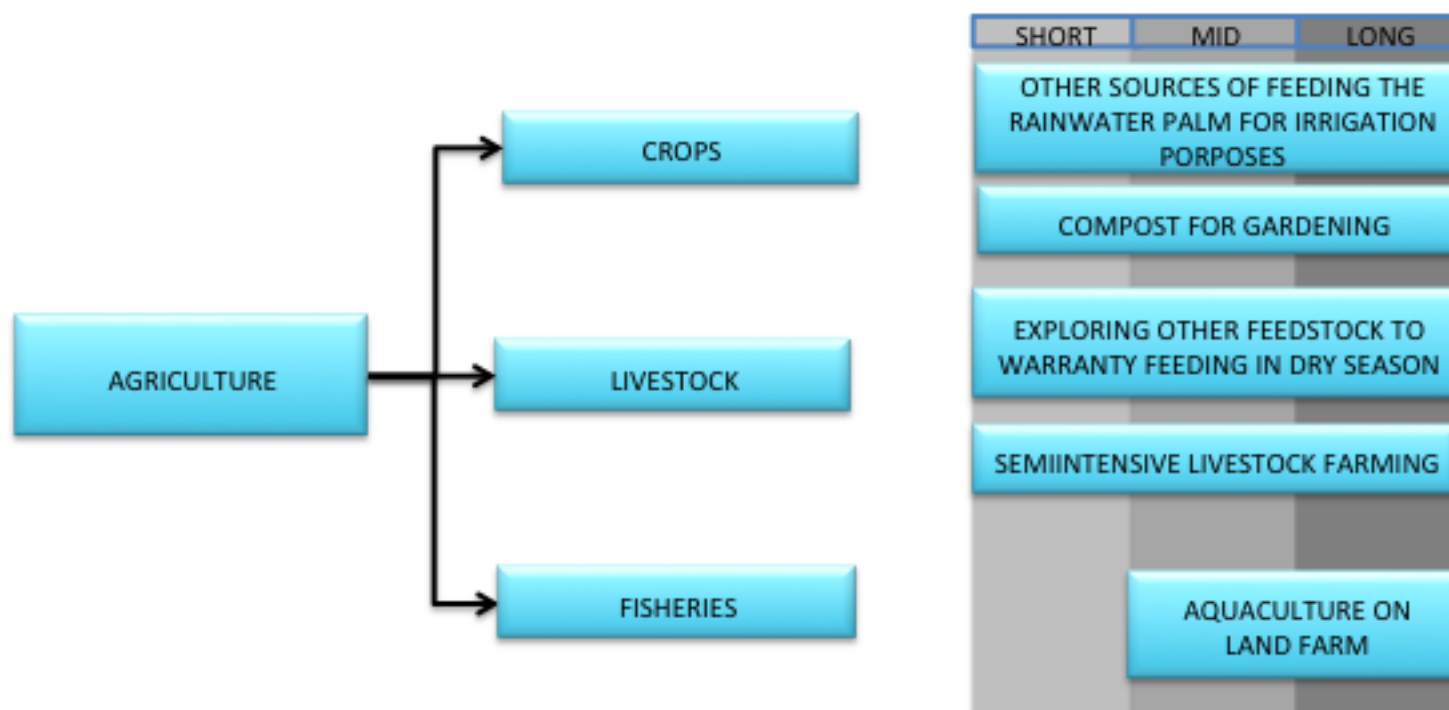 SHORT MID LONG
OTHER SOURCES OF FEEDING THE
RAINWATER PALM FOR IRRIGATION
PORPOSES
CROPS
COMPOST FOR GARDENING
AGRICULTURE
LIVESTOCK
EXPLORING OTHER FEEDSTOCK TO
WARRANTY FEEDING IN DRY SEASON
SEMIINTENSIVE LIVESTOCK FARMING
FISHERIES
AQUACULTURE ON
LAND FARM